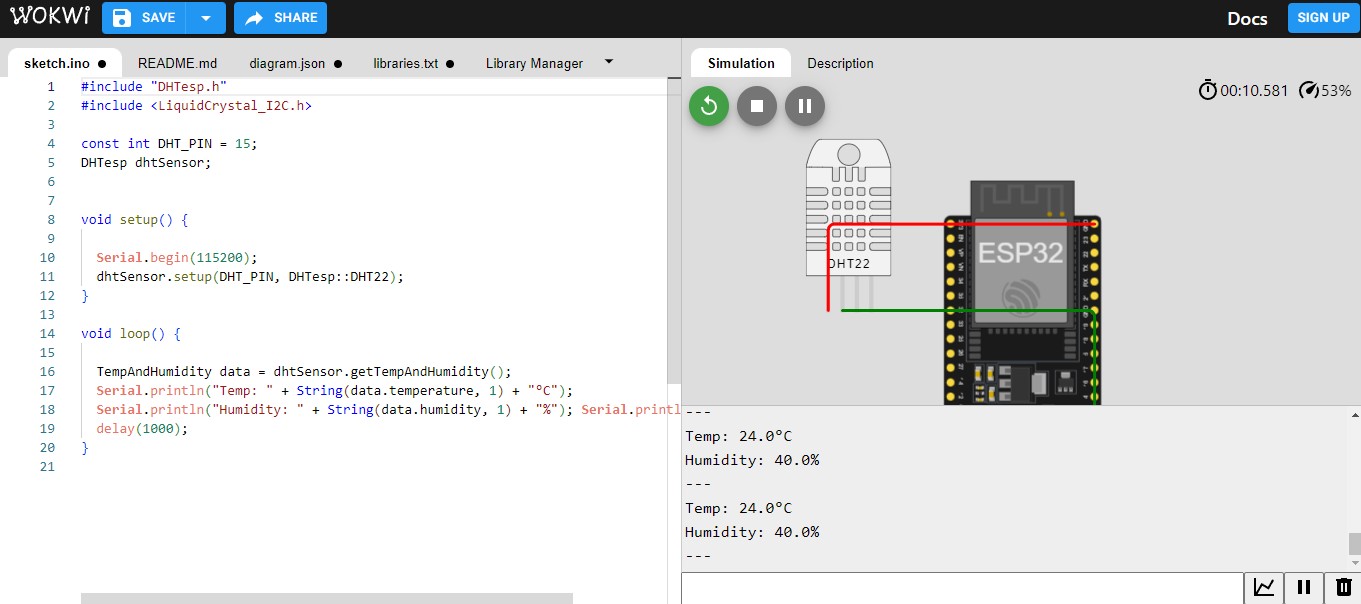 WOKWi SAVE SHARE Docs SIGN UP
sketch.ino ● README.md diagram.json ● libraries.txt ● Library Manager
1 #include "DHTesp.h"
2 #include <LiquidCrystal_I2C.h>
3
4 const int DHT_PIN = 15;
5 DHTesp dhtSensor;
6
7
8 void setup() {
9
10 Serial.begin(115200);
11 dhtSensor.setup(DHT_PIN, DHTesp::DHT22);
12 }
13
14 void loop() {
15
16 TempAndHumidity data = dhtSensor.getTempAndHumidity();
17 Serial.println("Temp: " + String(data.temperature, 1) + "°C");
18 Serial.println("Humidity: " + String(data.humidity, 1) + "%"); Serial.printl
19 delay(1000);
20 }
21
Simulation Description
00:10.581 53%
DHT22
ESP32
---
Temp: 24.0°C
Humidity: 40.0%
---
Temp: 24.0°C
Humidity: 40.0%
---